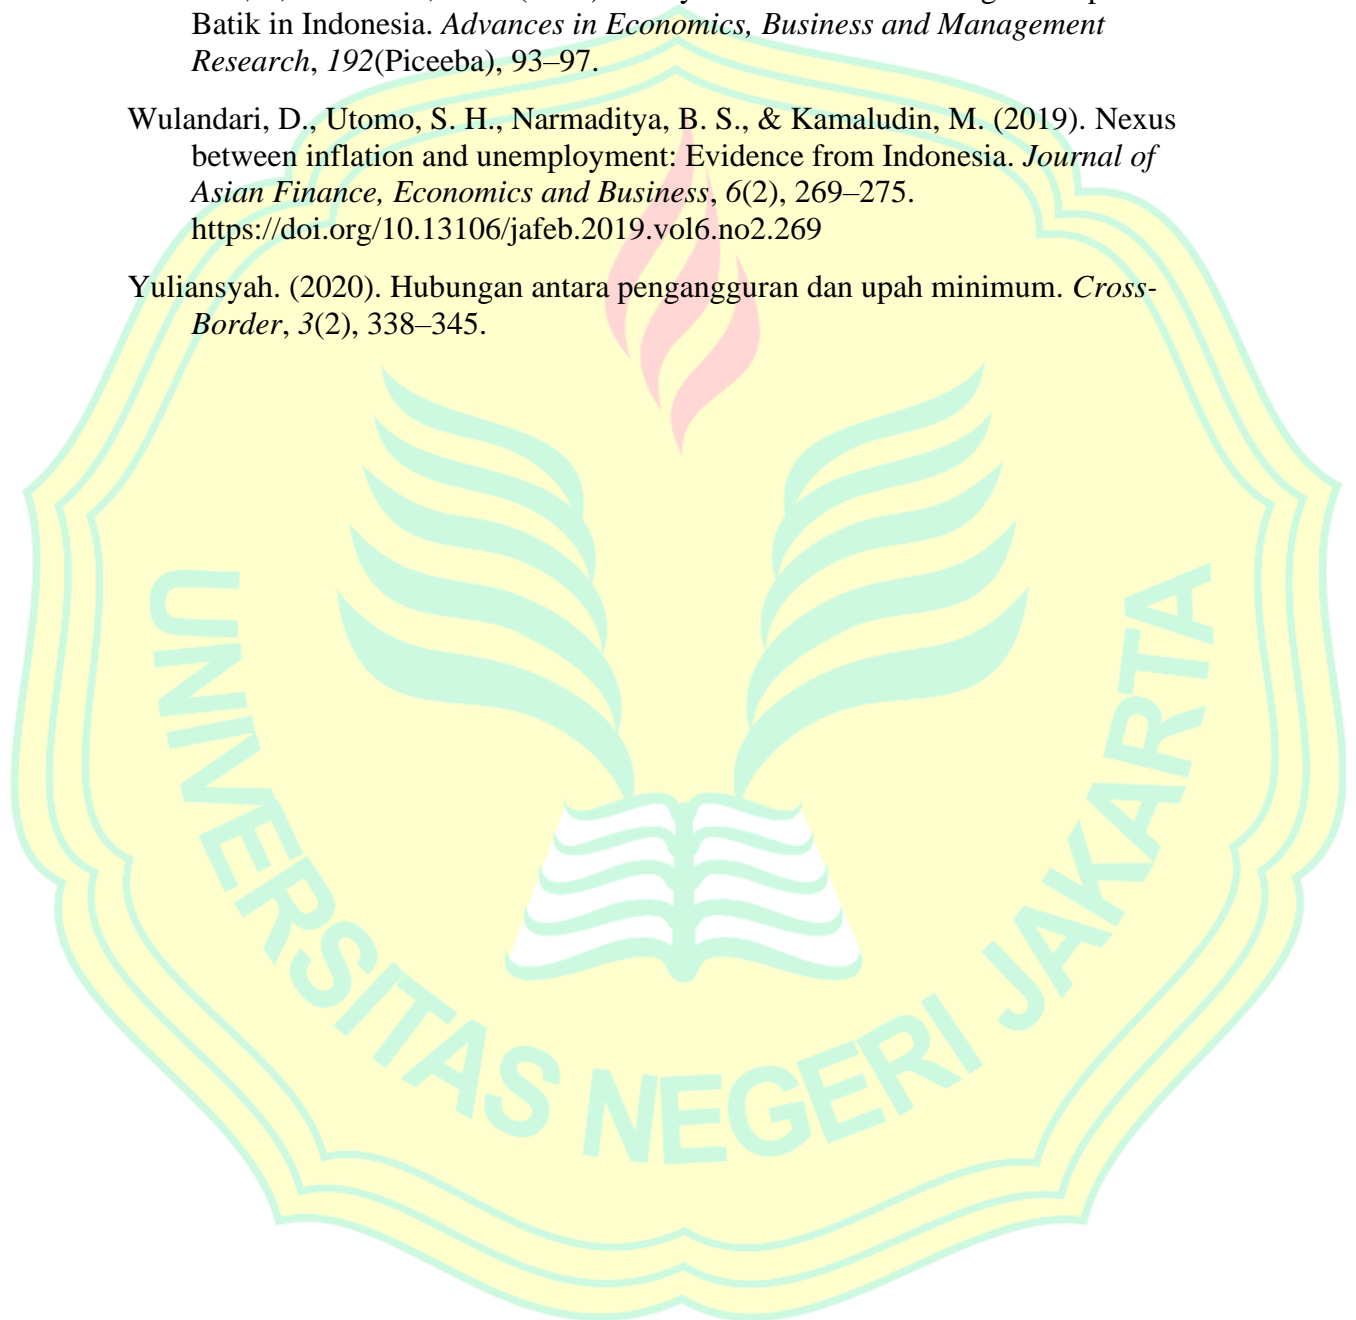 Batik in Indonesia. Advances in Economics, Business and Management
Research, 192(Piceeba), 93–97.
Wulandari, D., Utomo, S. H., Narmaditya, B. S., & Kamaludin, M. (2019). Nexus
between inflation and unemployment: Evidence from Indonesia. Journal of
Asian Finance, Economics and Business, 6(2), 269–275.
https://doi.org/10.13106/jafeb.2019.vol6.no2.269
Yuliansyah. (2020). Hubungan antara pengangguran dan upah minimum. Cross-
Border, 3(2), 338–345.
UNIVERSITAS NEGERI JAKARTA